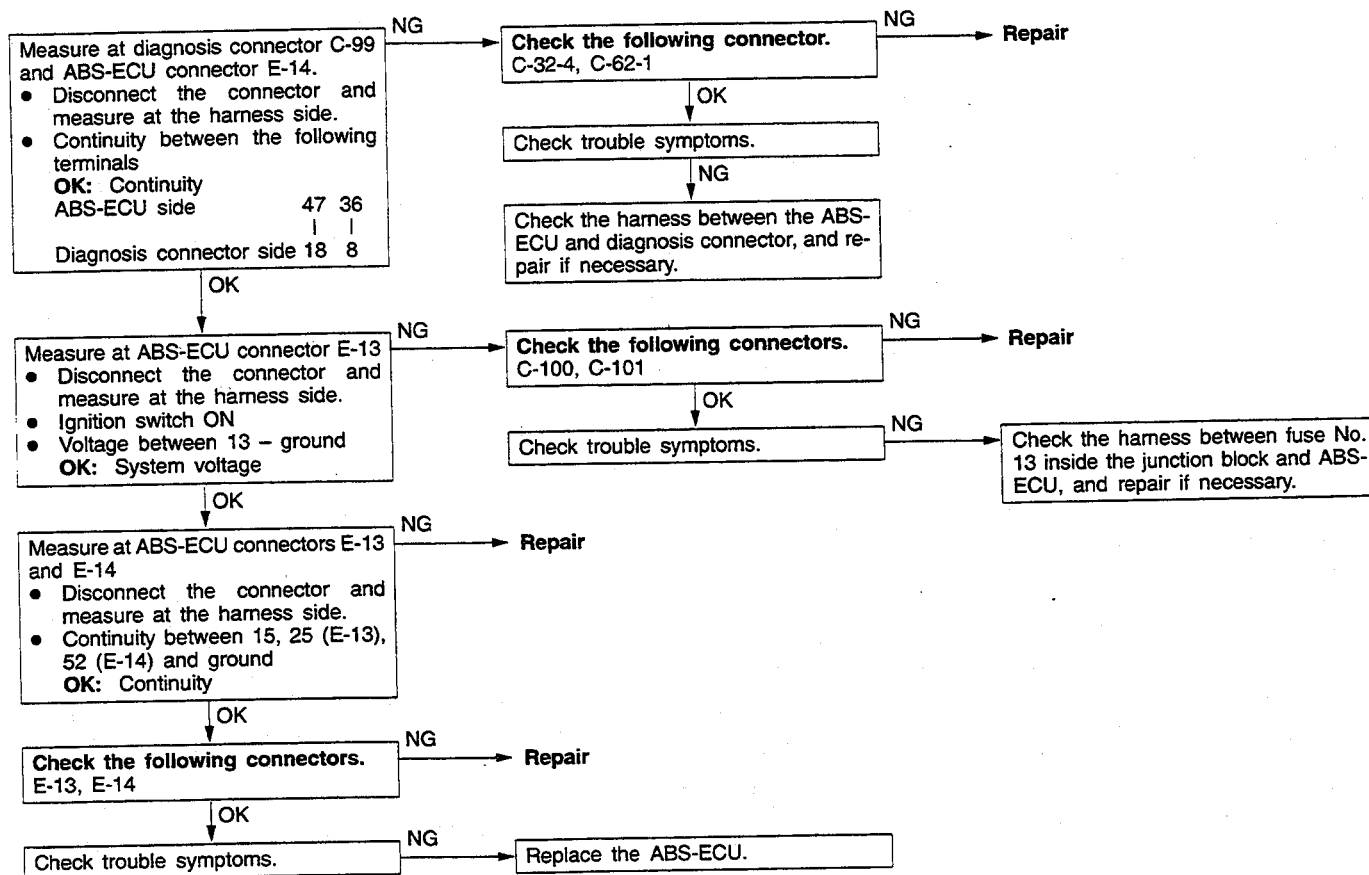 Measure at diagnosis connector C-99
and ABS-ECU connector E-14.
● Disconnect the connector and
measure at the harness side.
● Continuity between the following
terminals
OK: Continuity
ABS-ECU side 47 36
| |
Diagnosis connector side 18 8
NG
Check the following connector.
C-32-4, C-62-1
NG
Repair
OK
Check trouble symptoms.
NG
Check the harness between the ABS-
ECU and diagnosis connector, and re-
pair if necessary.
OK
Measure at ABS-ECU connector E-13
● Disconnect the connector and
measure at the harness side.
● Ignition switch ON
● Voltage between 13 – ground
OK: System voltage
NG
Check the following connectors.
C-100, C-101
NG
Repair
OK
Check trouble symptoms.
NG
Check the harness between fuse No.
13 inside the junction block and ABS-
ECU, and repair if necessary.
OK
Measure at ABS-ECU connectors E-13
and E-14
● Disconnect the connector and
measure at the harness side.
● Continuity between 15, 25 (E-13),
52 (E-14) and ground
OK: Continuity
NG
Repair
OK
Check the following connectors.
E-13, E-14
NG
Repair
OK
Check trouble symptoms.
NG
Replace the ABS-ECU.